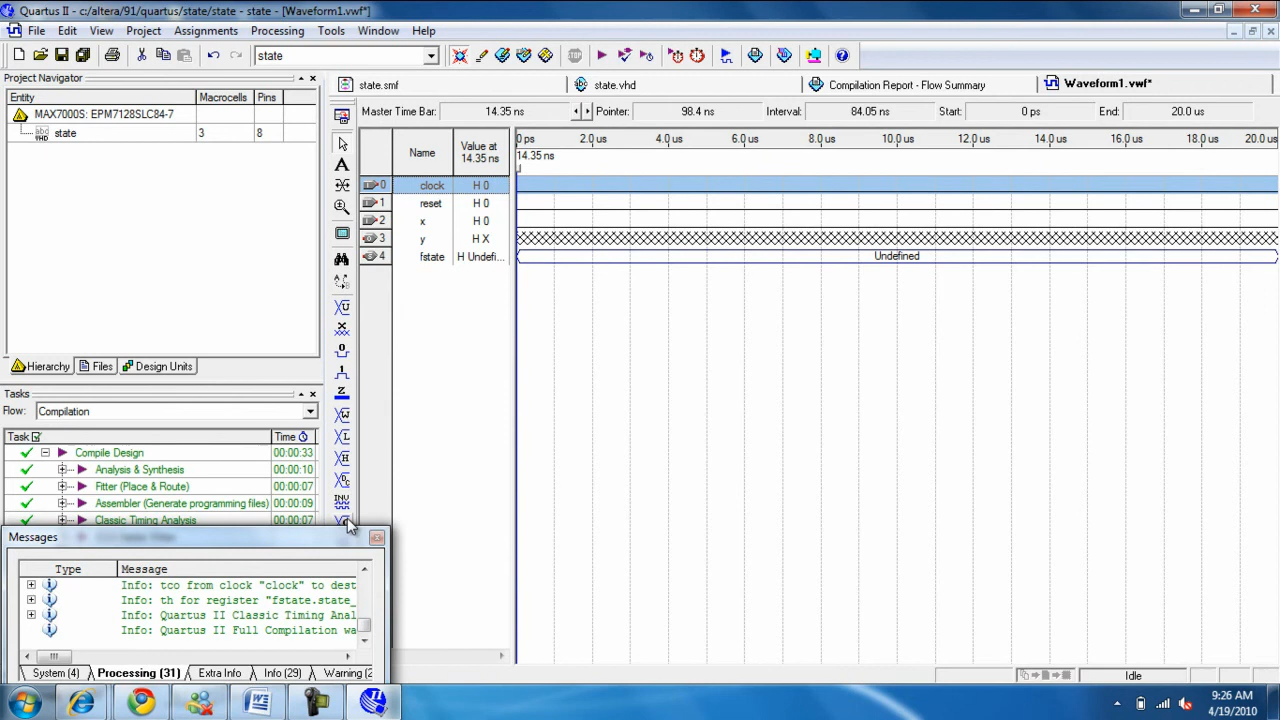 Quartus II - c:/altera/91/quartus/state/state - state - [Waveform1.vwf*]
File Edit View Project Assignments Processing Tools Window Help
state
Project Navigator
Entity Macrocells Pins
MAX7000S: EPM7128SLC84-7
state 3 8
Hierarchy Files Design Units
Tasks
Flow: Compilation
Task Time
Compile Design 00:00:33
Analysis & Synthesis 00:00:10
Fitter (Place & Route) 00:00:07
Assembler (Generate programming files) 00:00:09
Classic Timing Analysis 00:00:07
Messages
Type Message
Info: tco from clock "clock" to dest
Info: th for register "fstate.state_
Info: Quartus II Classic Timing Anal
Info: Quartus II Full Compilation wa
System (4) Processing (31) Extra Info Info (29) Warning (2
state.smf state.vhd Compilation Report - Flow Summary Waveform1.vwf*
Master Time Bar: 14.35 ns Pointer: 98.4 ns Interval: 84.05 ns Start: 0 ps End: 20.0 us
Name Value at 14.35 ns
0 ps 2.0 us 4.0 us 6.0 us 8.0 us 10.0 us 12.0 us 14.0 us 16.0 us 18.0 us 20.0 us
14.35 ns
0 clock H 0
1 reset H 0
2 x H 0
3 y H X
4 fstate H Undefi... Undefined
Idle
9:26 AM
4/19/2010